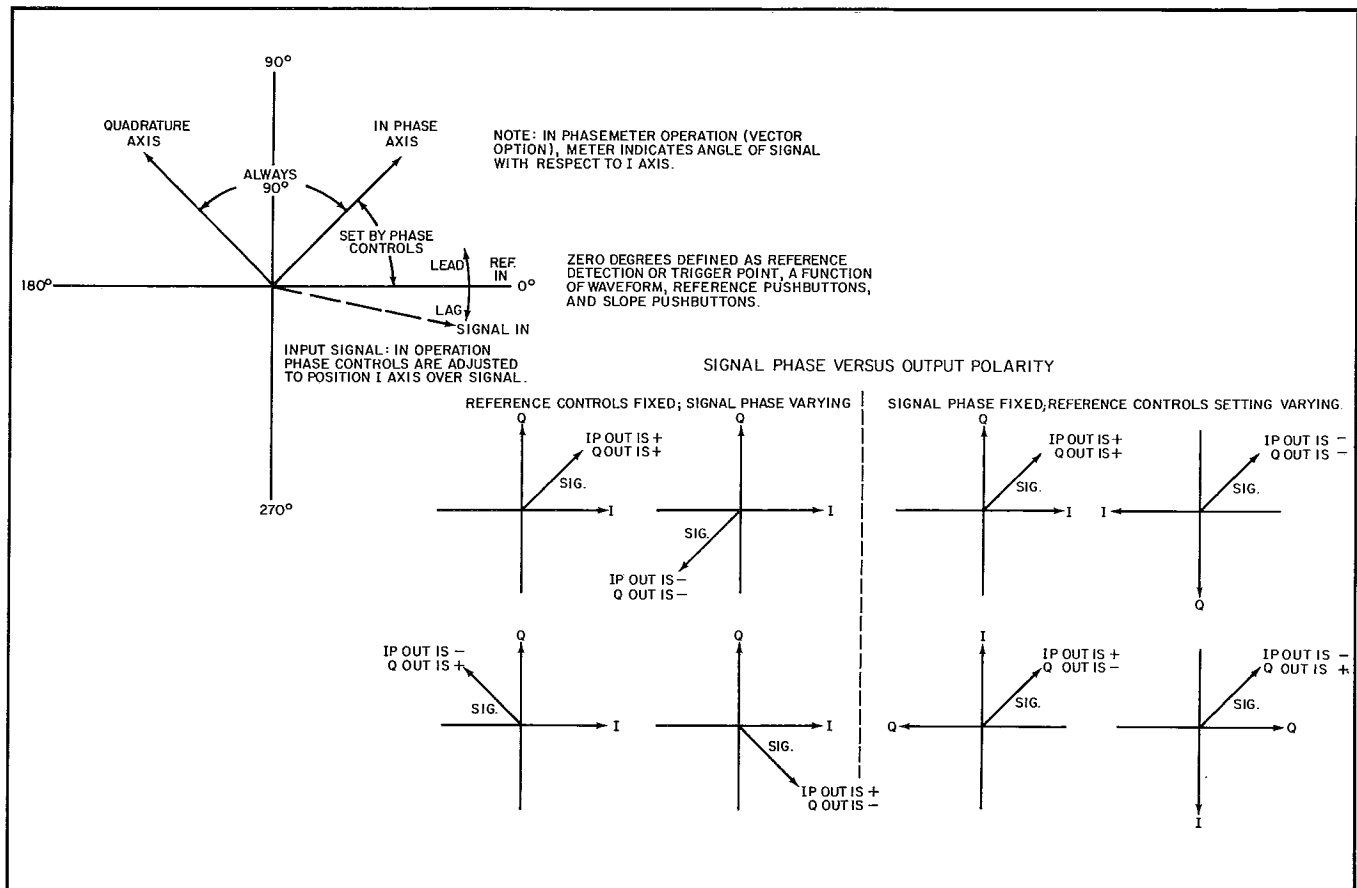 90°
QUADRATURE
AXIS
IN PHASE
AXIS
NOTE: IN PHASEMETER OPERATION (VECTOR
OPTION), METER INDICATES ANGLE OF SIGNAL
WITH RESPECT TO I AXIS.
ALWAYS
90°
SET BY PHASE
CONTROLS
LEAD
REF.
IN
ZERO DEGREES DEFINED AS REFERENCE
DETECTION OR TRIGGER POINT, A FUNCTION
OF WAVEFORM, REFERENCE PUSHBUTTONS,
AND SLOPE PUSHBUTTONS.
180°
0°
LAG
SIGNAL IN
INPUT SIGNAL: IN OPERATION
PHASE CONTROLS ARE ADJUSTED
TO POSITION I AXIS OVER SIGNAL.
270°
SIGNAL PHASE VERSUS OUTPUT POLARITY
REFERENCE CONTROLS FIXED; SIGNAL PHASE VARYING
Q
IP OUT IS +
Q OUT IS +
SIG.
I
Q
SIG.
I
IP OUT IS −
Q OUT IS −
Q
IP OUT IS −
Q OUT IS +
SIG.
I
Q
SIG.
I
IP OUT IS +
Q OUT IS −
SIGNAL PHASE FIXED; REFERENCE CONTROLS SETTING VARYING.
Q
IP OUT IS +
Q OUT IS +
SIG.
I
IP OUT IS −
Q OUT IS −
SIG.
I
Q
I
IP OUT IS +
Q OUT IS −
SIG.
Q
IP OUT IS −
Q OUT IS +
SIG.
Q
I